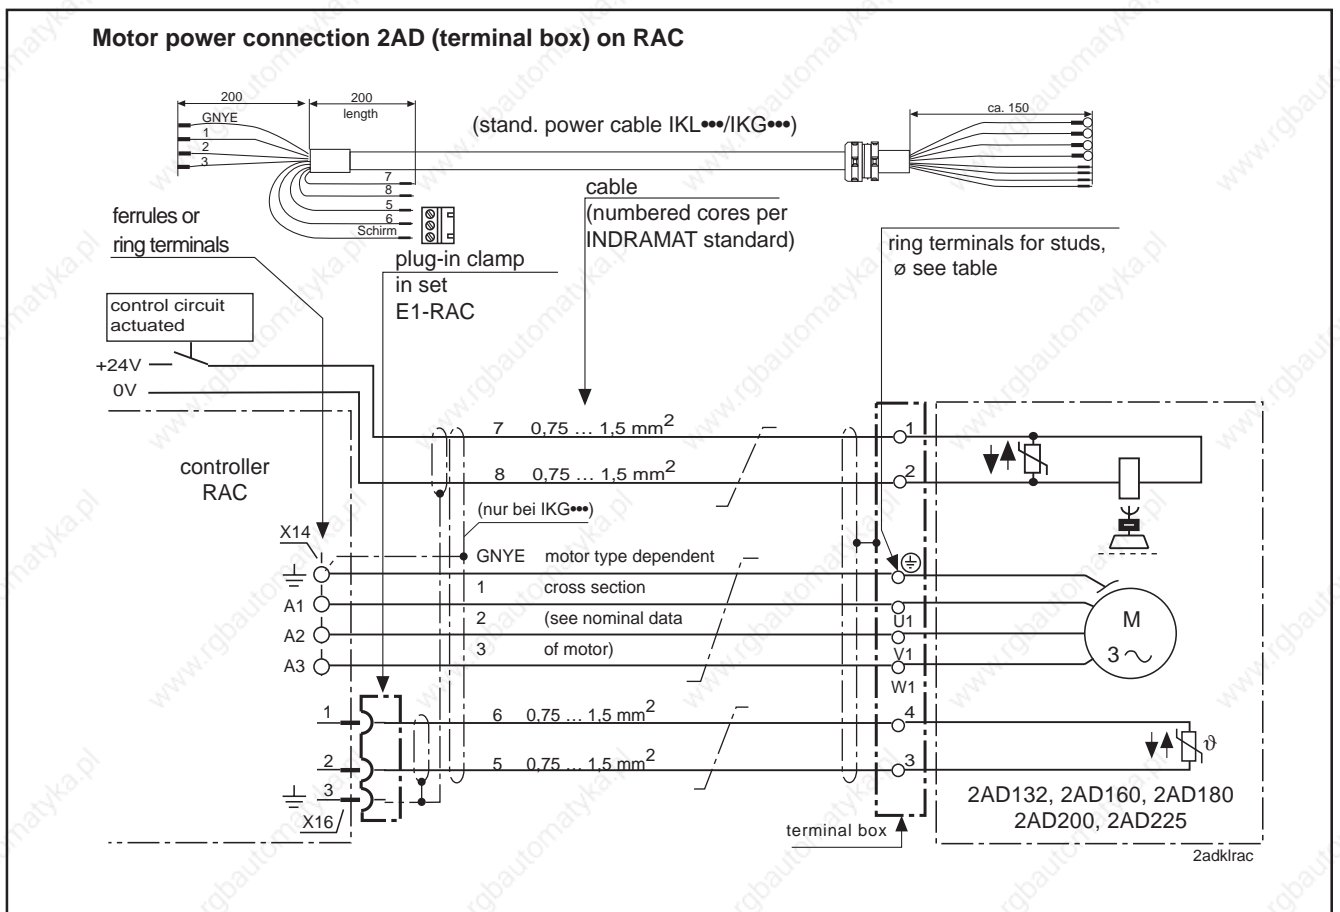 Motor power connection 2AD (terminal box) on RAC
200
200
length
ca. 150
GNYE
1
2
3
(stand. power cable IKL•••/IKG•••)
7
8
5
6
Schirm
cable
(numbered cores per
INDRAMAT standard)
ferrules or
ring terminals
plug-in clamp
in set
E1-RAC
ring terminals for studs,
ø see table
control circuit
actuated
+24V
0V
7 0,75 ... 1,5 mm2
1
8 0,75 ... 1,5 mm2
2
controller
RAC
(nur bei IKG•••)
X14
GNYE motor type dependent
1 cross section
A1
U1
2 (see nominal data
A2
V1
3 of motor)
A3
W1
M
3 ~
1
6 0,75 ... 1,5 mm2
4
2
5 0,75 ... 1,5 mm2
3
ϑ
3
X16
2AD132, 2AD160, 2AD180
2AD200, 2AD225
terminal box
2adklrac
www.rgbautomatyka.pl